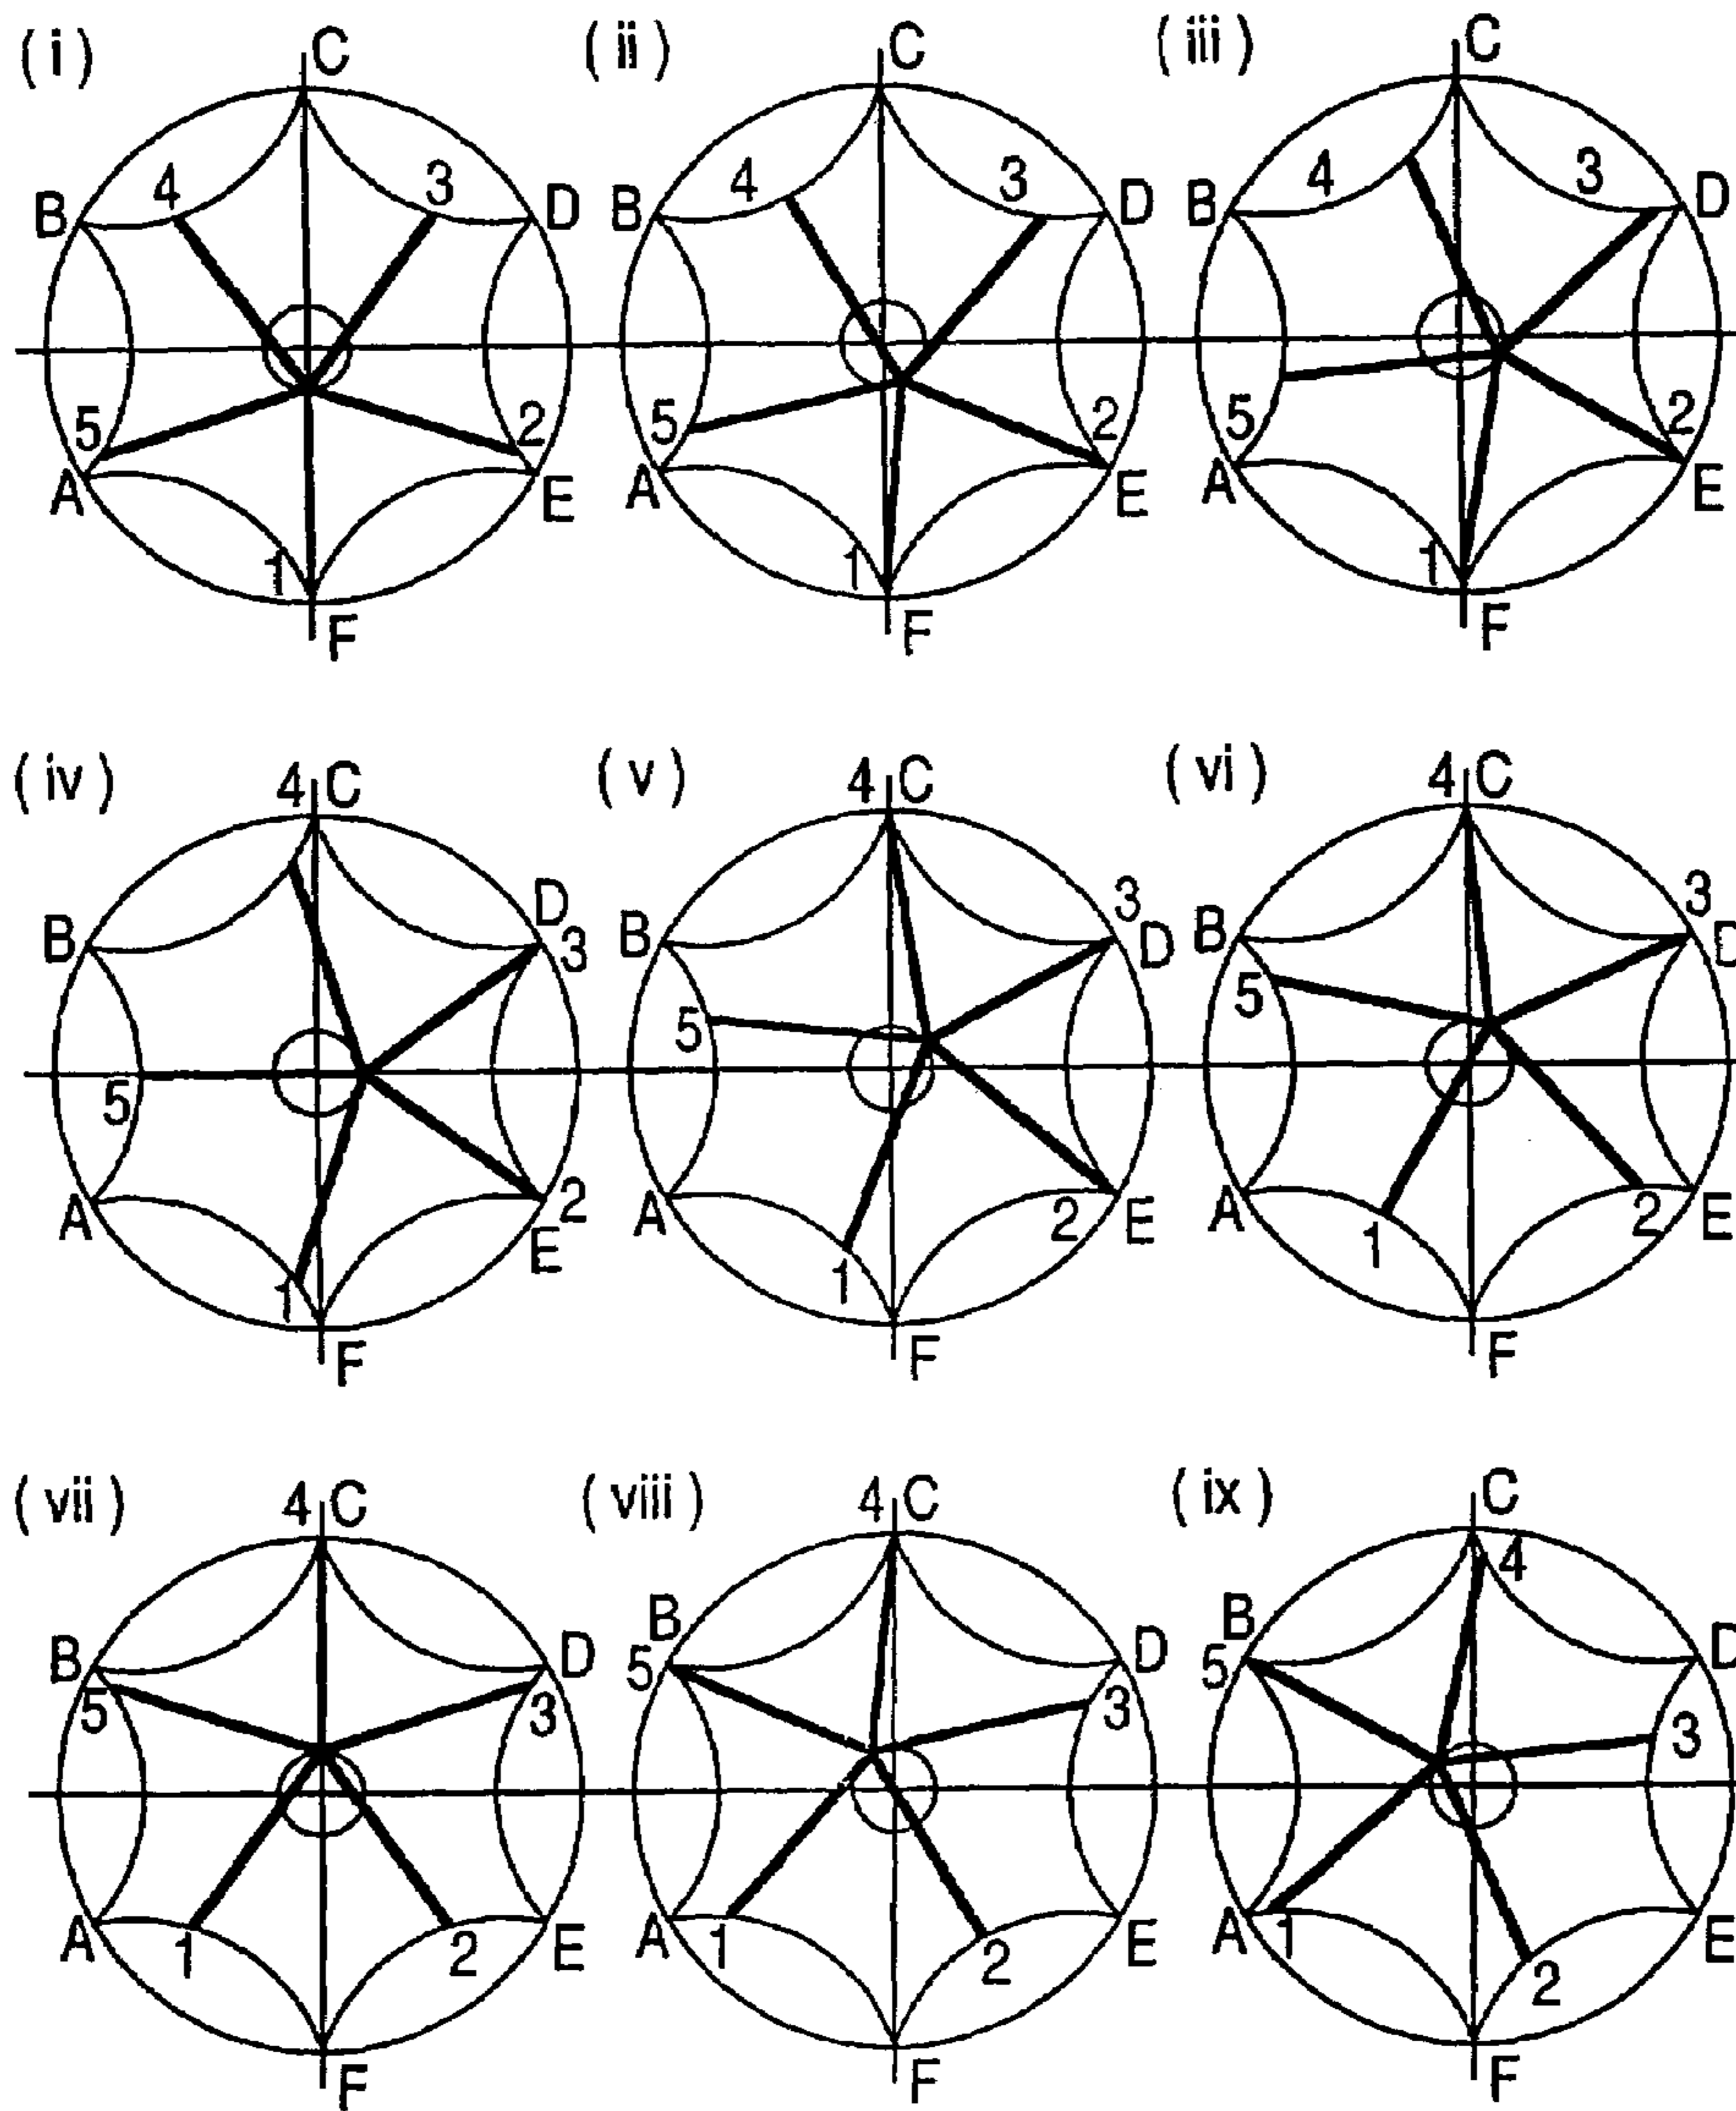 (i) C (ii) C (iii) C
B 4 3 D B 4 3 D B 4 3 D
5 2 5 2 5 2
A E A E A E
1 1 1
F F F
(iv) 4 C (v) 4 C (vi) 4 C
B D 3 B 3 D B 3 D
5 5 5
A 2 E A 2 E A 2 E
1 1 1
F F F
(vii) 4 C (viii) 4 C (ix) C 4
B D B D B D
5 3 5 3 5 3
A 1 2 E A 1 2 E A 1 2 E
F F F